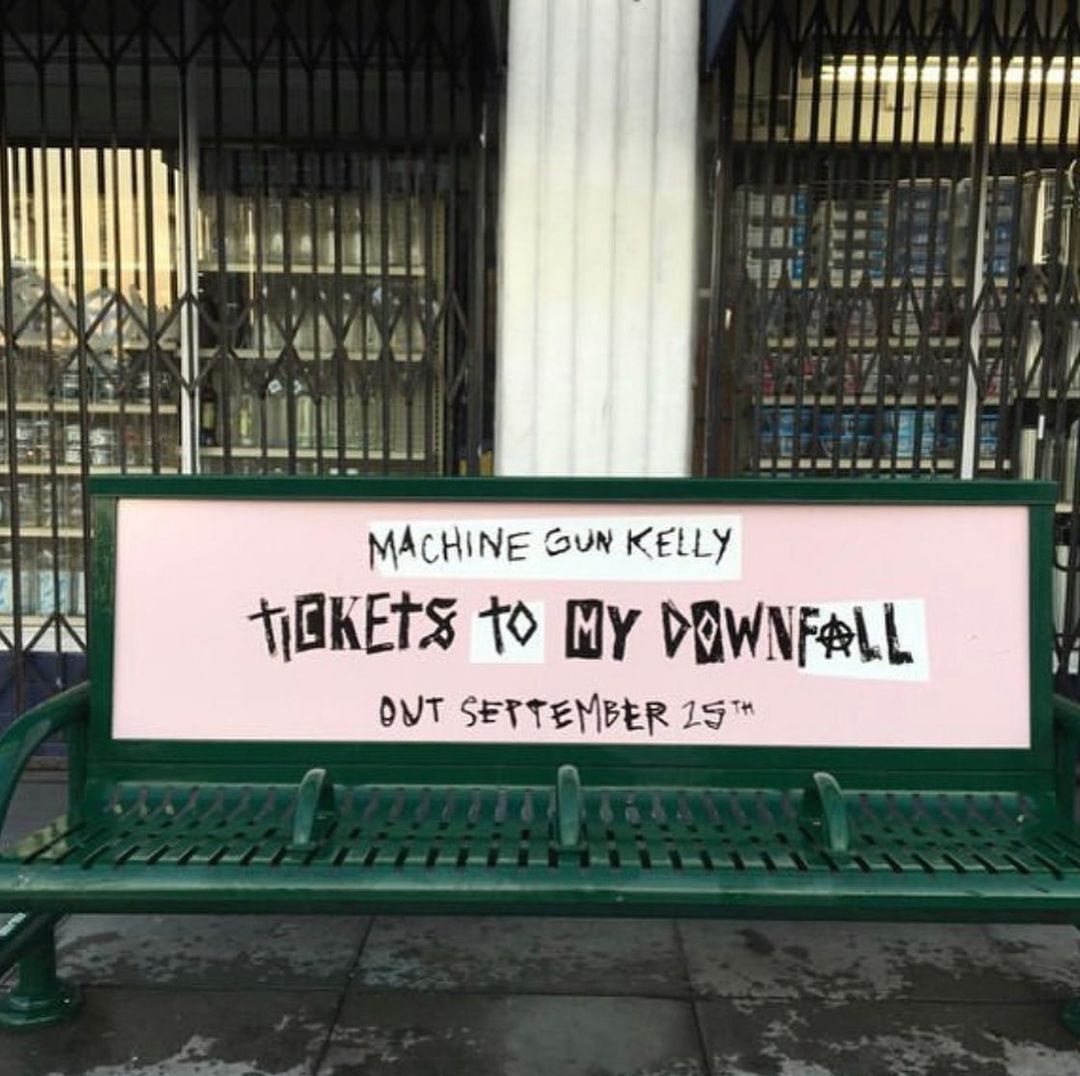 MACHINE GUN KELLY
TICKETS TO MY DOWNFALL
OUT SEPTEMBER 25TH